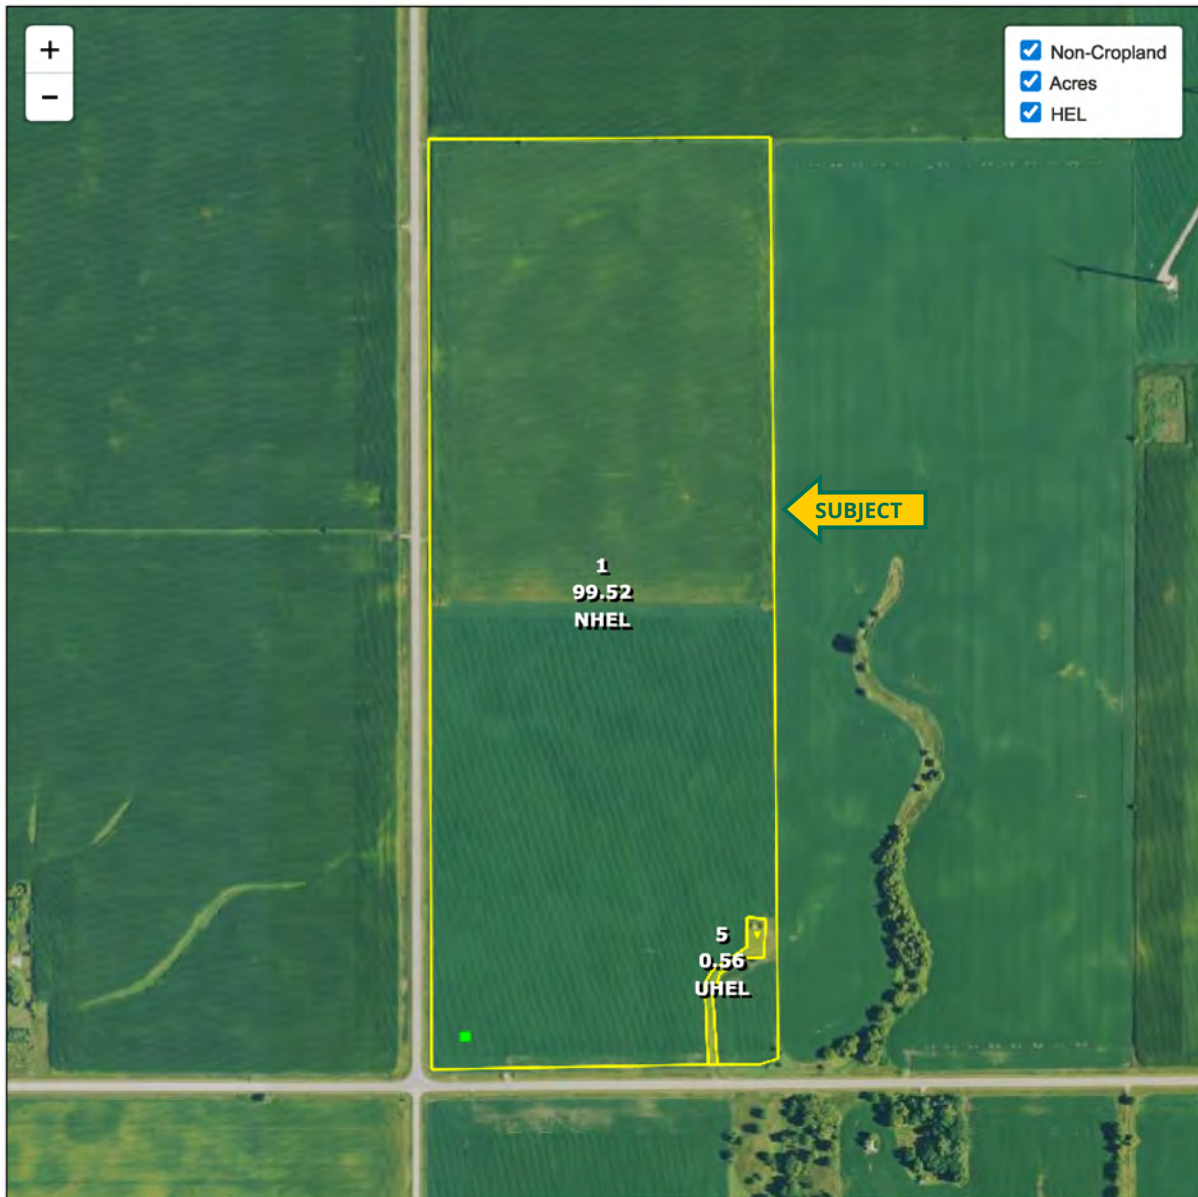 +
−
Non-Cropland
Acres
HEL
SUBJECT
1
99.52
NHEL
5
0.56
UHEL